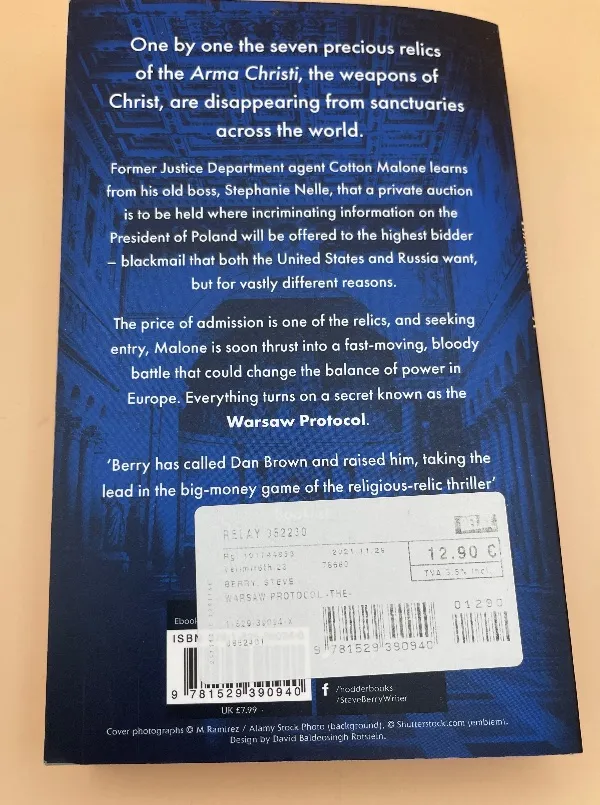 One by one the seven precious relics
of the Arma Christi, the weapons of
Christ, are disappearing from sanctuaries
across the world.
Former Justice Department agent Cotton Malone learns
from his old boss, Stephanie Nelle, that a private auction
is to be held where incriminating information on the
President of Poland will be offered to the highest bidder
– blackmail that both the United States and Russia want,
but for vastly different reasons.
The price of admission is one of the relics, and seeking
entry, Malone is soon thrust into a fast-moving, bloody
battle that could change the balance of power in
Europe. Everything turns on a secret known as the
Warsaw Protocol.
‘Berry has called Dan Brown and raised him, taking the
lead in the big-money game of the religious-relic thriller’
RELAY 352230
2021.11.29
12.90 €
78660
TVA 5.5% incl.
BERRY STEVE
WARSAW PROTOCOL -THE-
01290
9 781529 390940
Ebook
ISBN
9 781529 390940
UK £7.99
/hodderbooks
/SteveBerryWriter
Cover photographs © M Ramírez / Alamy Stock Photo (background), © Shutterstock.com (emblem).
Design by David Baldeosingh Rotstein.